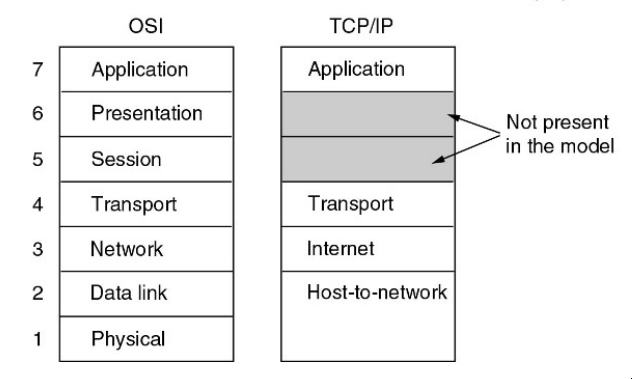 OSI TCP/IP
7 Application Application
6 Presentation
5 Session
Not present
in the model
4 Transport Transport
3 Network Internet
2 Data link Host-to-network
1 Physical